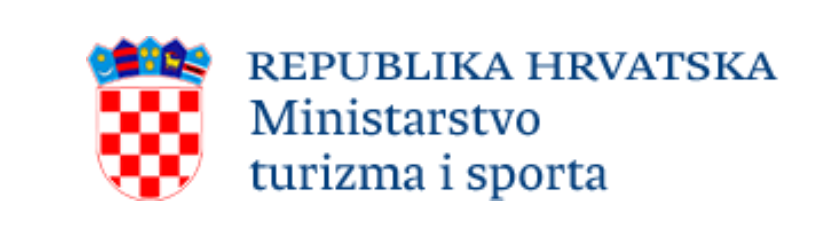 REPUBLIKA HRVATSKA
Ministarstvo
turizma i sporta